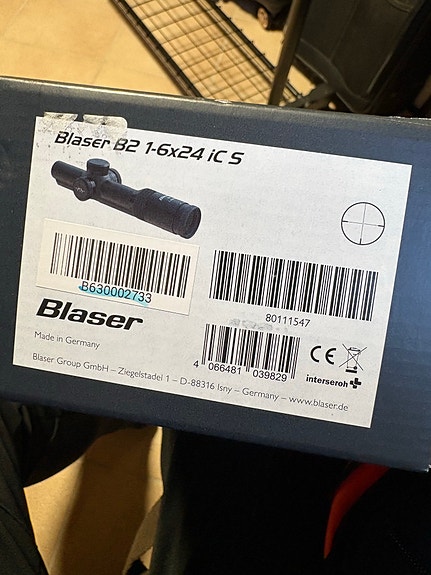 Blaser B2 1-6x24 iC S
B630002733
80111547
Blaser
4 066481 039829
CE
interseroh
Made in Germany
Blaser Group GmbH – Ziegelstadel 1 – D-88316 Isny – Germany – www.blaser.de